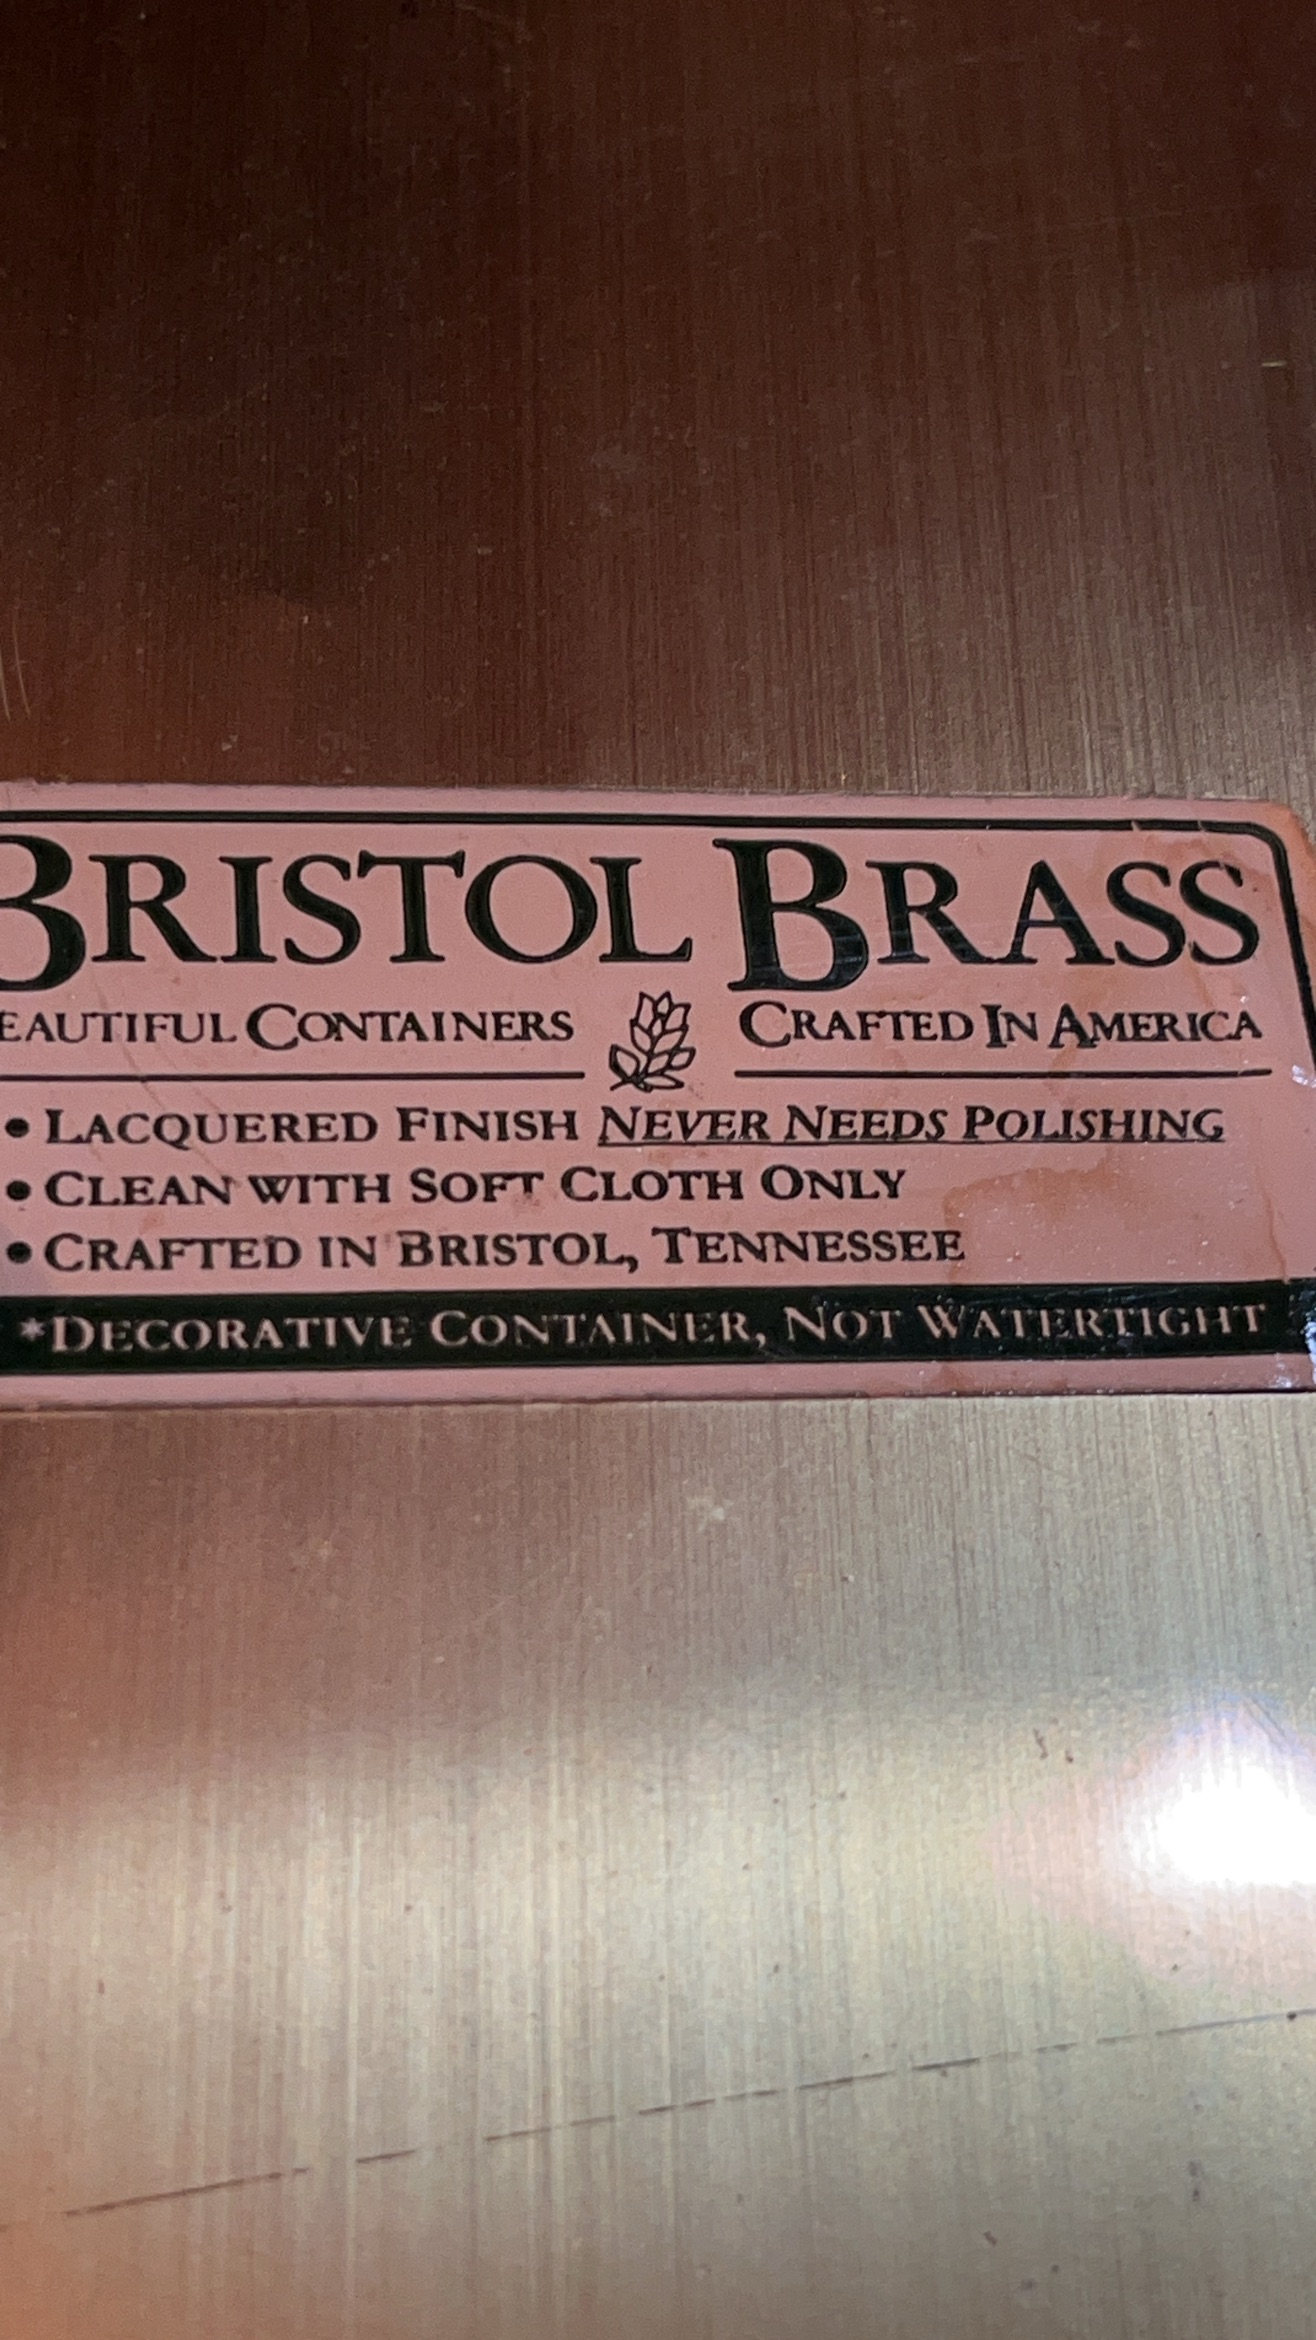 BRISTOL BRASS
EAUTIFUL CONTAINERS CRAFTED IN AMERICA
• LACQUERED FINISH NEVER NEEDS POLISHING
• CLEAN WITH SOFT CLOTH ONLY
• CRAFTED IN BRISTOL, TENNESSEE
*DECORATIVE CONTAINER, NOT WATERTIGHT